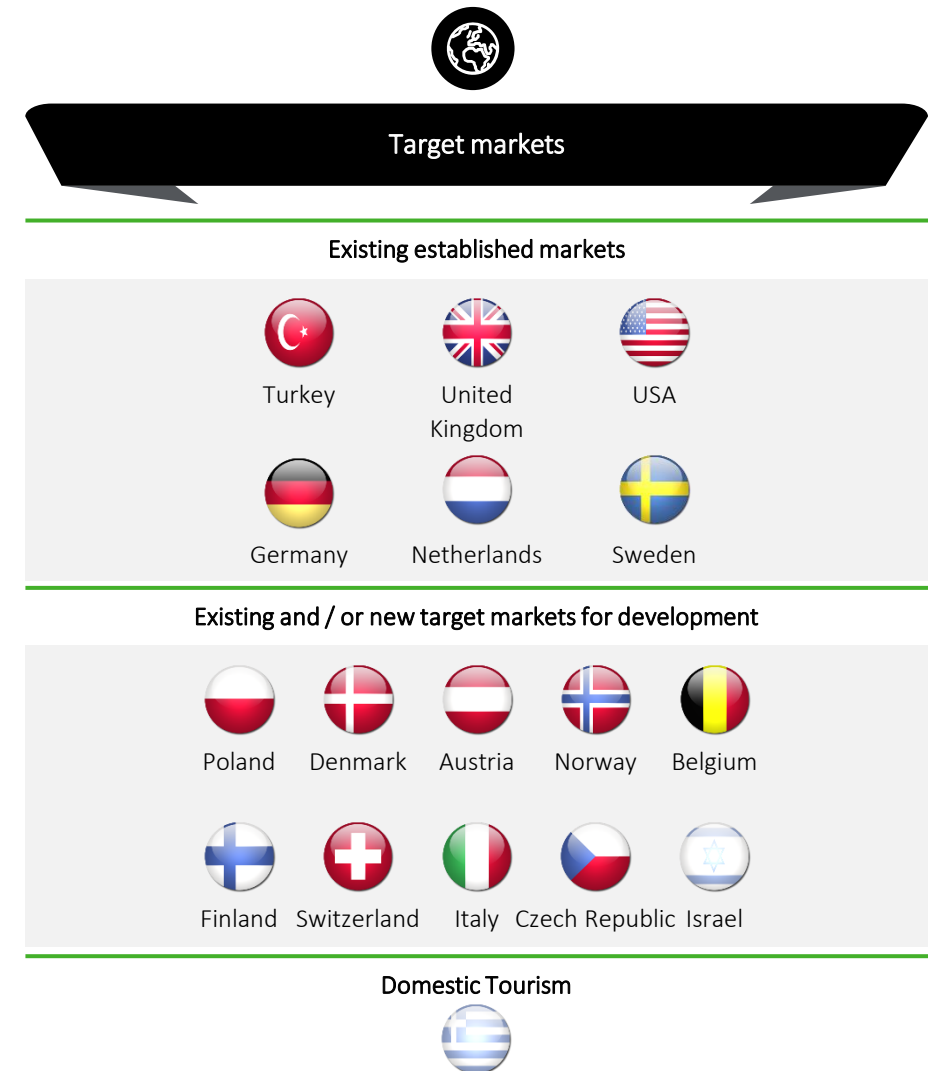 Target markets
Existing established markets
Turkey United USA
Kingdom
Germany Netherlands Sweden
Existing and / or new target markets for development
Poland Denmark Austria Norway Belgium
Finland Switzerland Italy Czech Republic Israel
Domestic Tourism